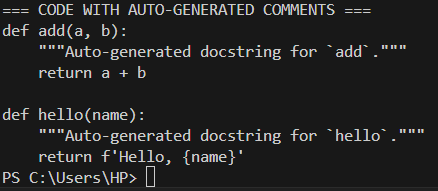 === CODE WITH AUTO-GENERATED COMMENTS ===
def add(a, b):
    """Auto-generated docstring for `add`."""
    return a + b

def hello(name):
    """Auto-generated docstring for `hello`."""
    return f'Hello, {name}'
PS C:\Users\HP>